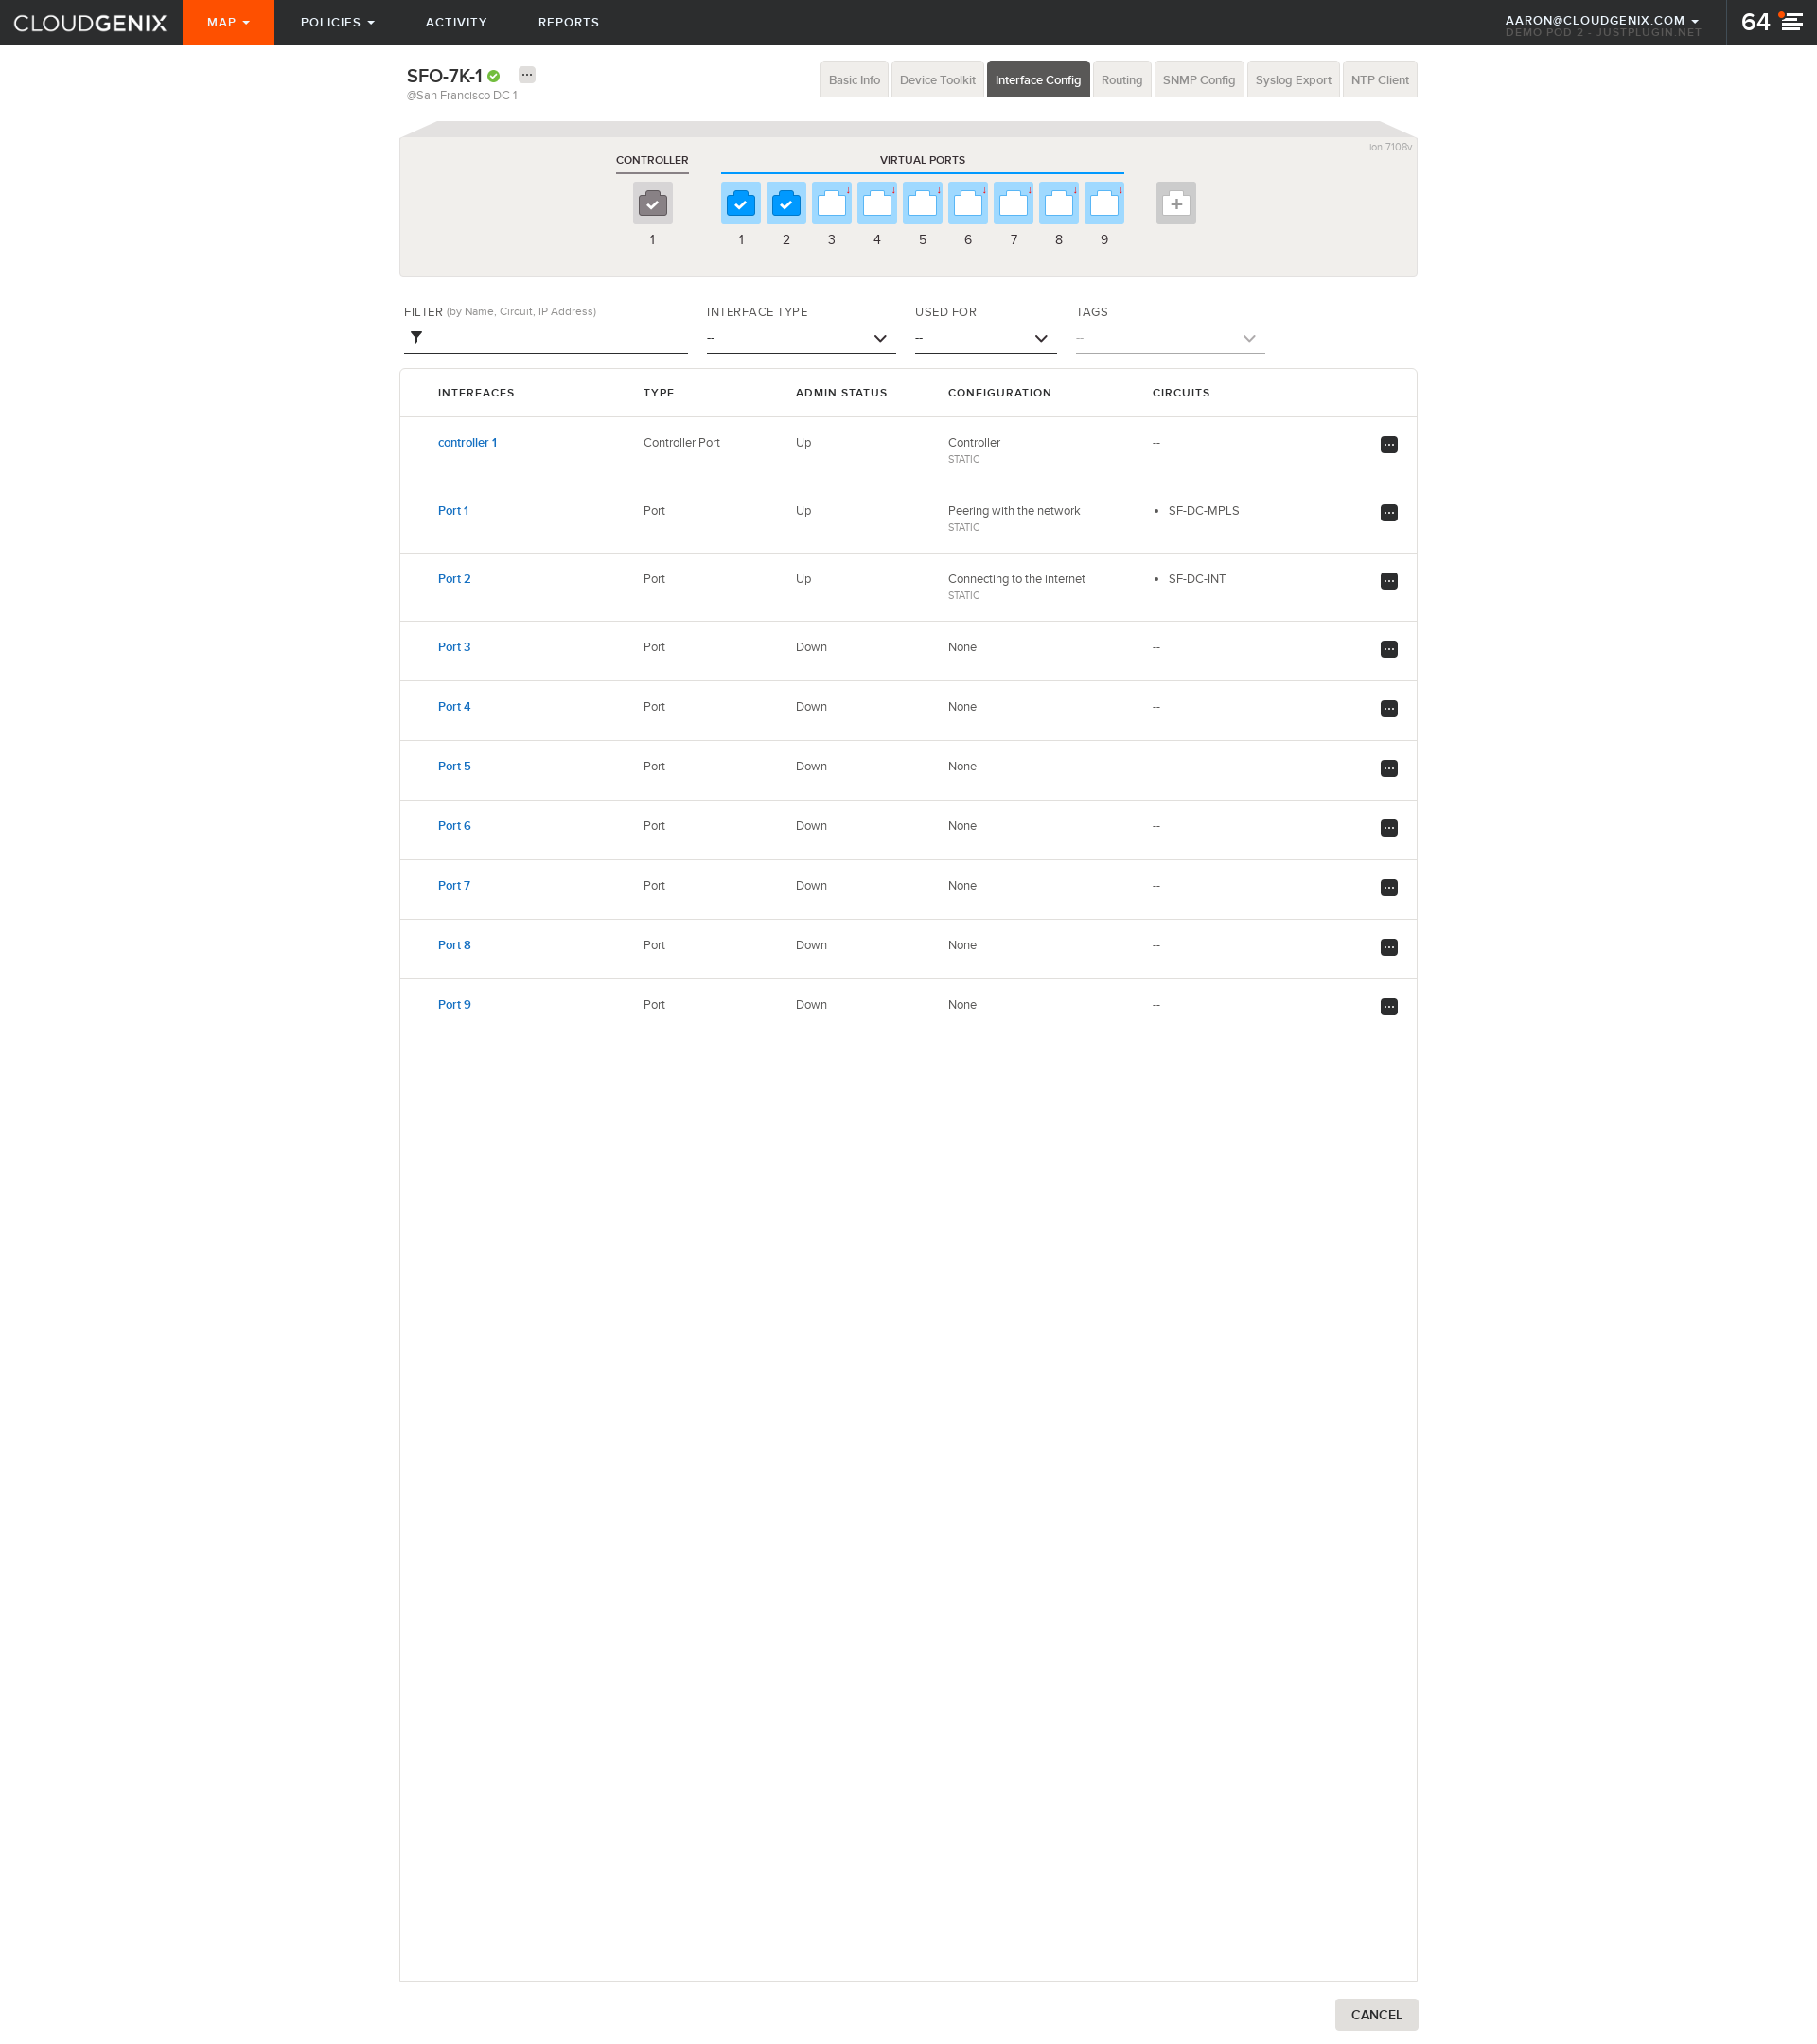 CLOUDGENIX MAP POLICIES ACTIVITY REPORTS AARON@CLOUDGENIX.COM 64
DEMO POD 2 - JUSTPLUGIN.NET
SFO-7K-1
@San Francisco DC 1
Basic Info Device Toolkit Interface Config Routing SNMP Config Syslog Export NTP Client
ion 7108v
CONTROLLER VIRTUAL PORTS
1 1 2 3 4 5 6 7 8 9
FILTER (by Name, Circuit, IP Address) INTERFACE TYPE USED FOR TAGS
-- -- --
INTERFACES TYPE ADMIN STATUS CONFIGURATION CIRCUITS
controller 1 Controller Port Up Controller --
STATIC
Port 1 Port Up Peering with the network • SF-DC-MPLS
STATIC
Port 2 Port Up Connecting to the internet • SF-DC-INT
STATIC
Port 3 Port Down None --
Port 4 Port Down None --
Port 5 Port Down None --
Port 6 Port Down None --
Port 7 Port Down None --
Port 8 Port Down None --
Port 9 Port Down None --
CANCEL